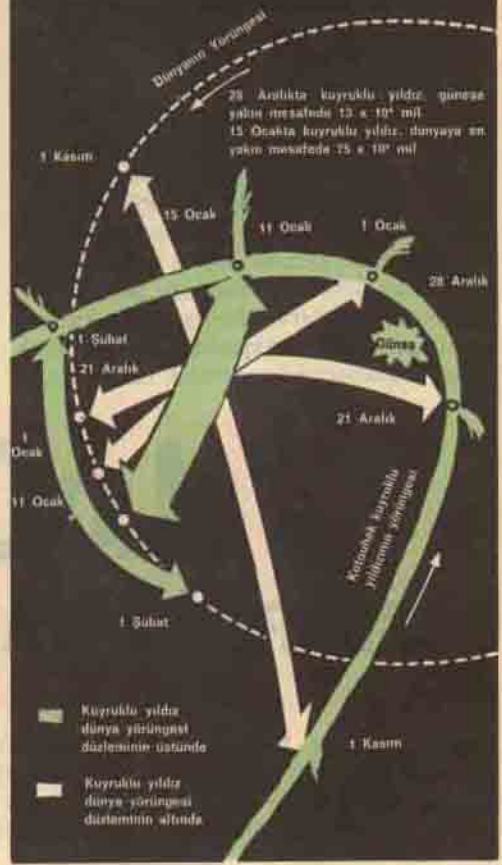 Dünyanın Yörüngesi
28 Aralıkta kuyruklu yıldız, güneşe
yakın mesafede 13 x 10⁶ mil
15 Ocakta kuyruklu yıldız, dünyaya en
yakın mesafede 75 x 10⁶ mil
1 Kasım
15 Ocak
11 Ocak
1 Ocak
28 Aralık
Güneş
1 Şubat
21 Aralık
21 Aralık
1
Ocak
11 Ocak
Kohoutek kuyruklu
yıldızının yörüngesi
1 Şubat
1 Kasım
Kuyruklu yıldız
dünya yörüngesi
düzleminin üstünde
Kuyruklu yıldız
dünya yörüngesi
düzleminin altında